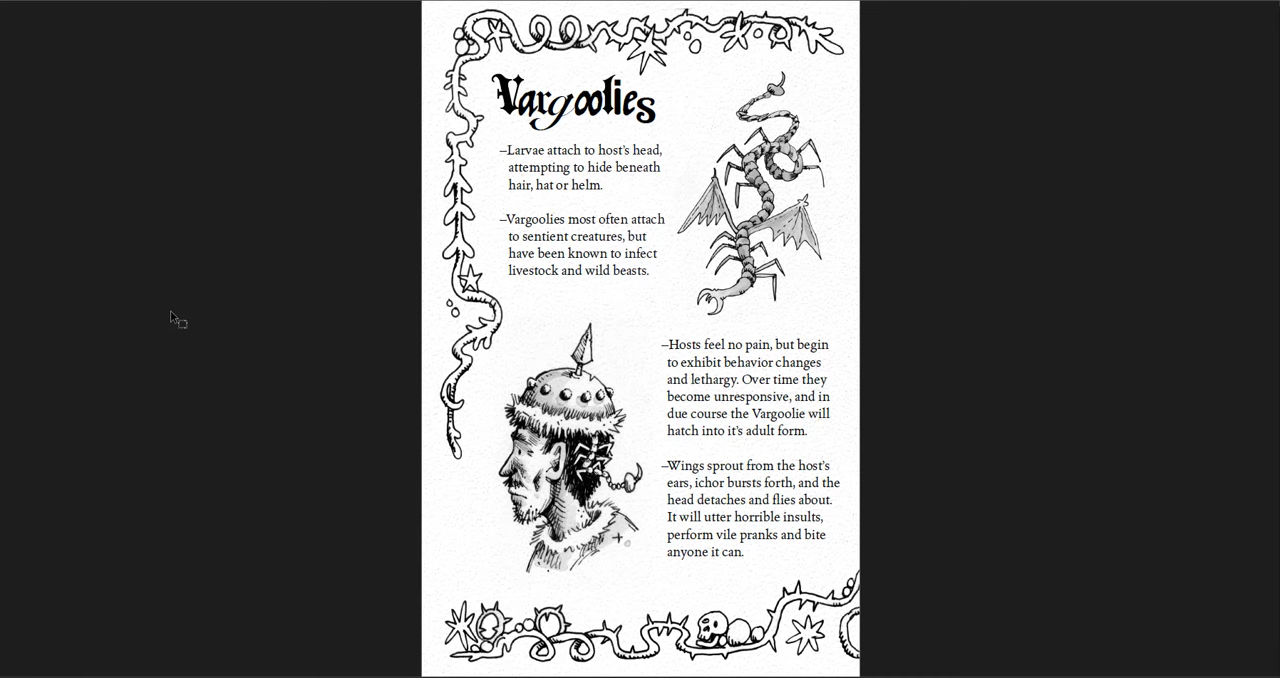 Vargoolies
–Larvae attach to host's head,
attempting to hide beneath
hair, hat or helm.
–Vargoolies most often attach
to sentient creatures, but
have been known to infect
livestock and wild beasts.
–Hosts feel no pain, but begin
to exhibit behavior changes
and lethargy. Over time they
become unresponsive, and in
due course the Vargoolie will
hatch into it's adult form.
–Wings sprout from the host's
ears, ichor bursts forth, and the
head detaches and flies about.
It will utter horrible insults,
perform vile pranks and bite
anyone it can.